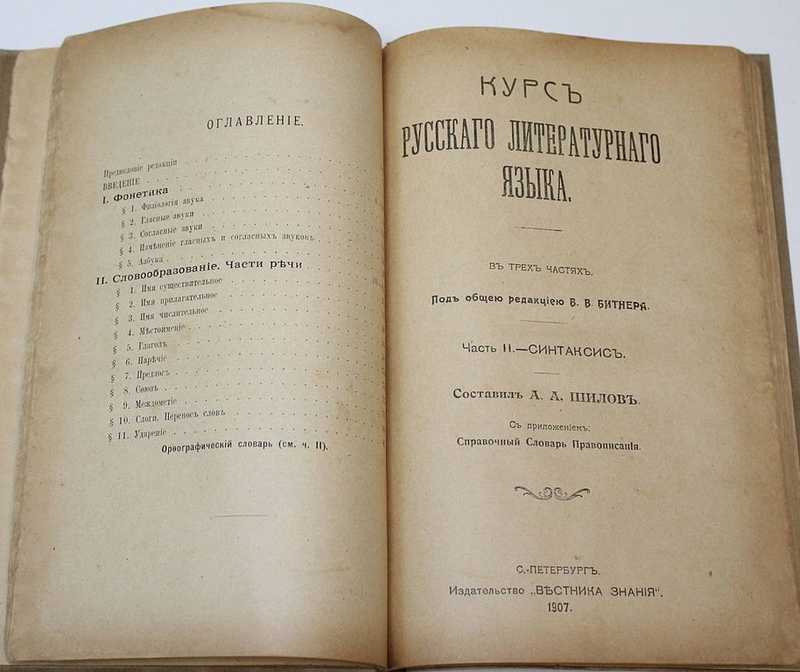 ОГЛАВЛЕНІЕ.
Предисловіе редакціи
ВВЕДЕНІЕ
I. Фонетика
§ 1. Физіологія звука
§ 2. Гласные звуки
§ 3. Согласные звуки
§ 4. Измѣненіе гласныхъ и согласныхъ звуковъ
§ 5. Азбука
II. Словообразованіе. Части рѣчи
§ 1. Имя существительное
§ 2. Имя прилагательное
§ 3. Имя числительное
§ 4. Мѣстоименіе
§ 5. Глаголъ
§ 6. Нарѣчіе
§ 7. Предлогъ
§ 8. Союзъ
§ 9. Междометіе
§ 10. Слоги. Переносъ словъ
§ 11. Удареніе
Орѳографическій словарь (см. ч. II).
КУРСЪ
РУССКАГО ЛИТЕРАТУРНАГО
ЯЗЫКА.
ВЪ ТРЕХЪ ЧАСТЯХЪ.
Подъ общею редакціею В. В БИТНЕРА.
Часть II.—СИНТАКСИСЪ.
Составилъ А. А. ШИЛОВЪ.
Съ приложеніемъ:
Справочный Словарь Правописанія.
С.-ПЕТЕРБУРГЪ.
Издательство „ВѢСТНИКА ЗНАНІЯ".
1907.